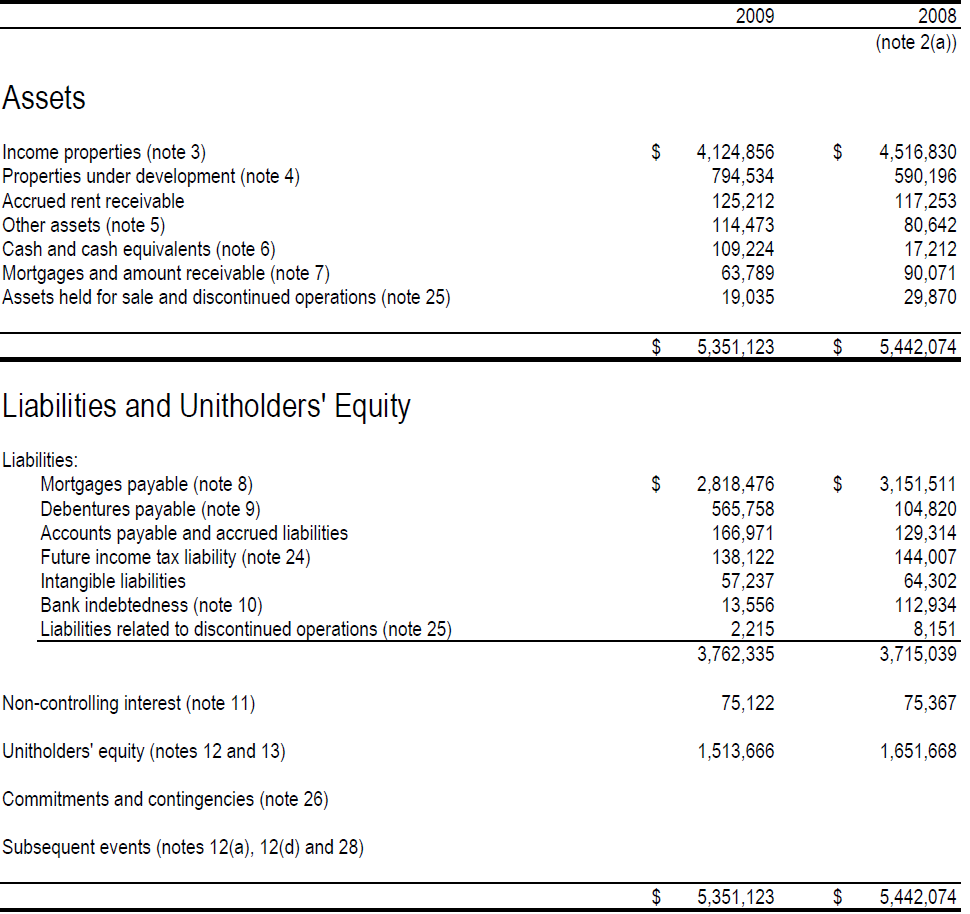 2009 2008
(note 2(a))
Assets
Income properties (note 3) $ 4,124,856 $ 4,516,830
Properties under development (note 4) 794,534 590,196
Accrued rent receivable 125,212 117,253
Other assets (note 5) 114,473 80,642
Cash and cash equivalents (note 6) 109,224 17,212
Mortgages and amount receivable (note 7) 63,789 90,071
Assets held for sale and discontinued operations (note 25) 19,035 29,870
$ 5,351,123 $ 5,442,074
Liabilities and Unitholders' Equity
Liabilities:
Mortgages payable (note 8) $ 2,818,476 $ 3,151,511
Debentures payable (note 9) 565,758 104,820
Accounts payable and accrued liabilities 166,971 129,314
Future income tax liability (note 24) 138,122 144,007
Intangible liabilities 57,237 64,302
Bank indebtedness (note 10) 13,556 112,934
Liabilities related to discontinued operations (note 25) 2,215 8,151
3,762,335 3,715,039
Non-controlling interest (note 11) 75,122 75,367
Unitholders' equity (notes 12 and 13) 1,513,666 1,651,668
Commitments and contingencies (note 26)
Subsequent events (notes 12(a), 12(d) and 28)
$ 5,351,123 $ 5,442,074